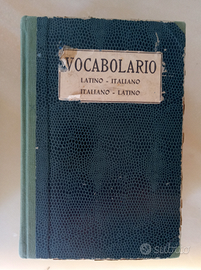 VOCABOLARIO
LATINO - ITALIANO
ITALIANO - LATINO
subito